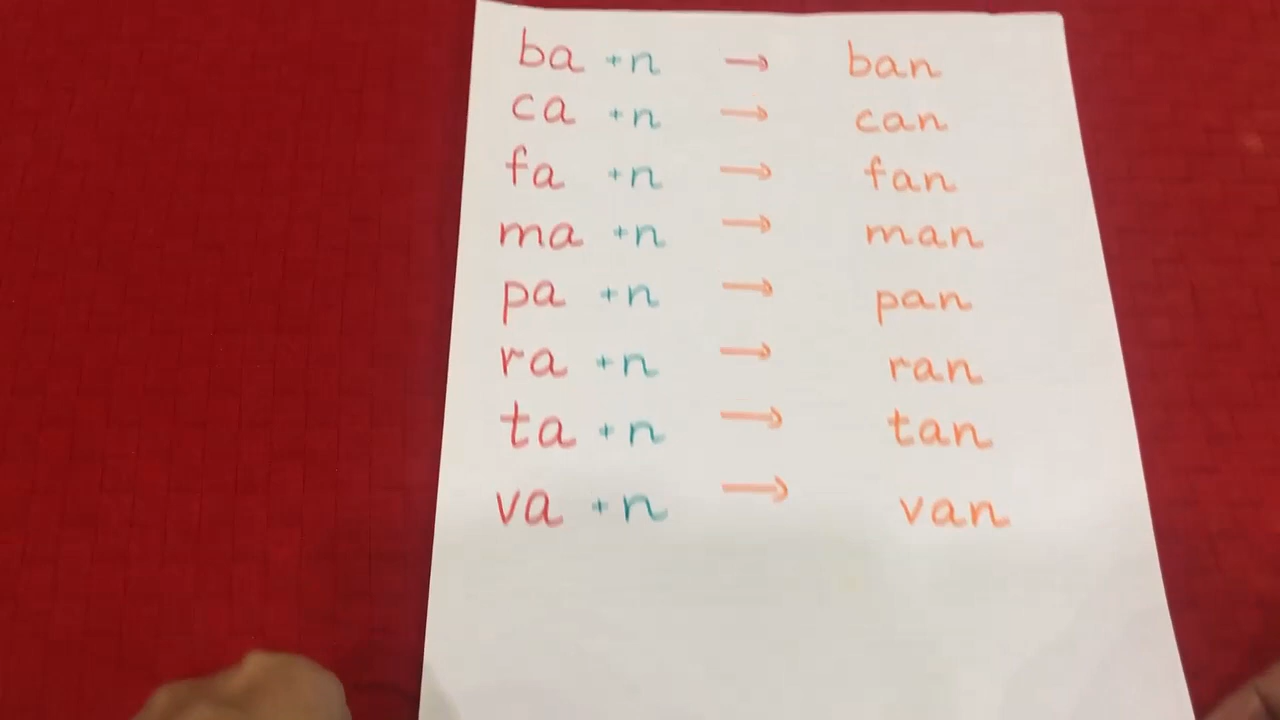 ba +n → ban
ca +n → can
fa +n → fan
ma +n → man
pa +n → pan
ra +n → ran
ta +n → tan
va +n → van